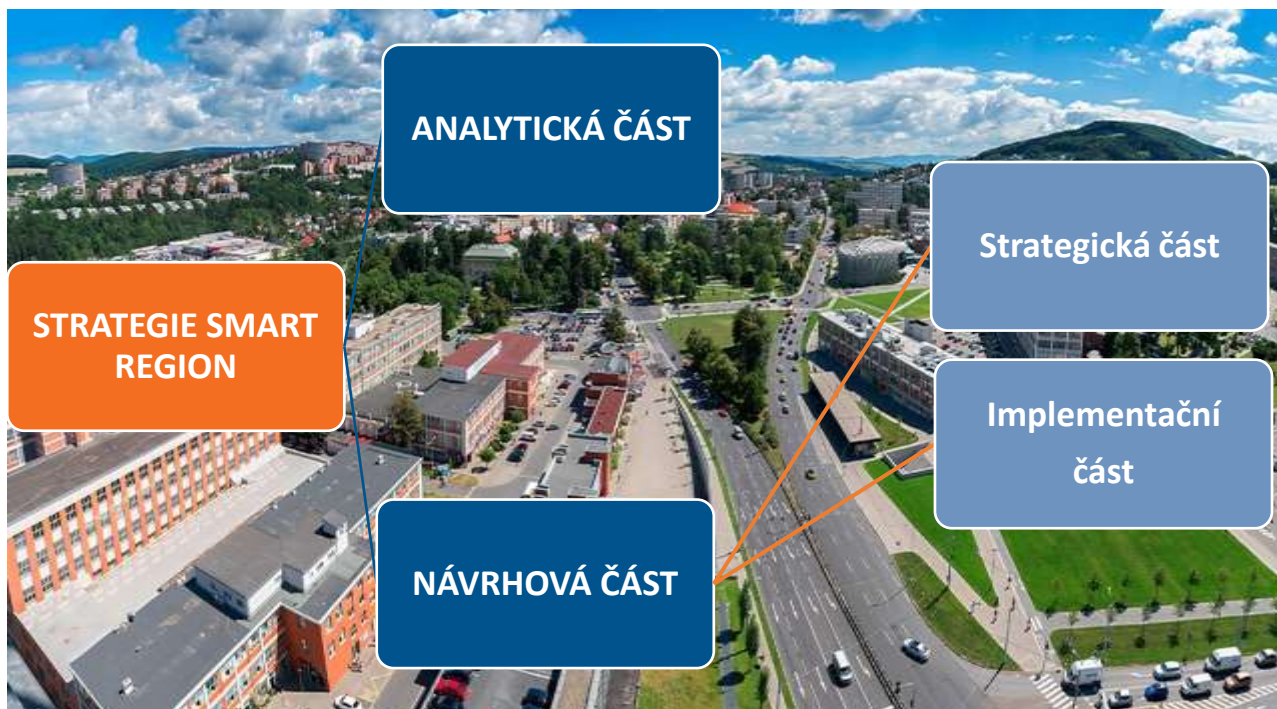 ANALYTICKÁ ČÁST
STRATEGIE SMART
REGION
NÁVRHOVÁ ČÁST
Strategická část
Implementační
část